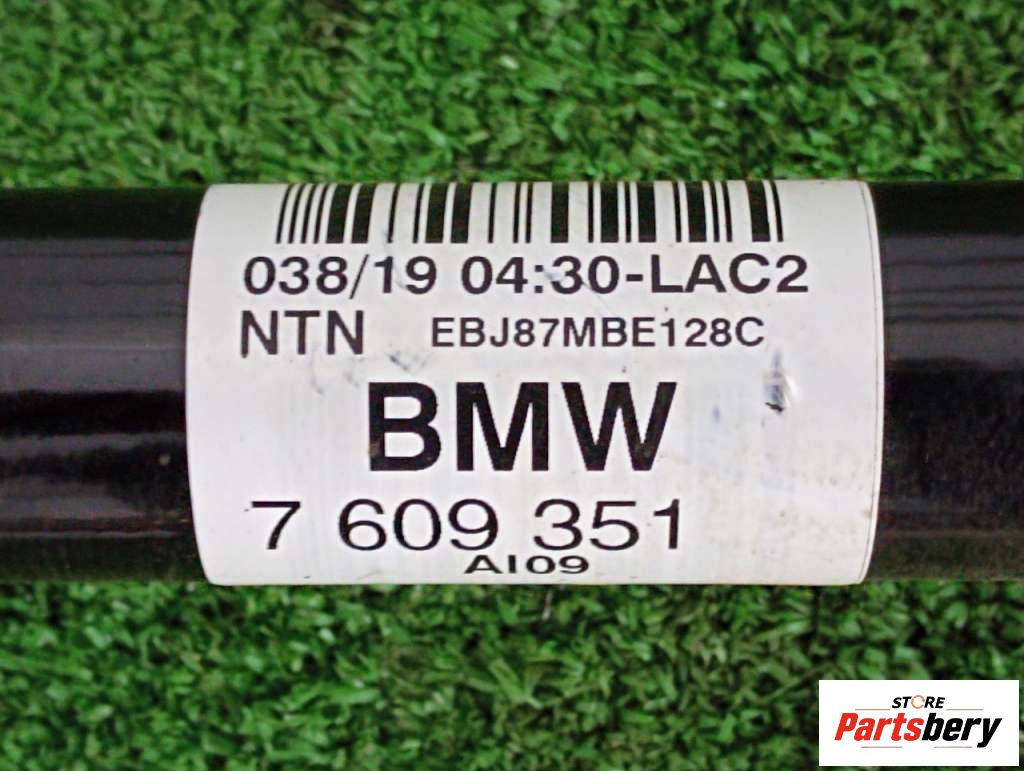 038/19 04:30-LAC2
NTN EBJ87MBE128C
BMW
7 609 351
AI09
STORE
Partsbery